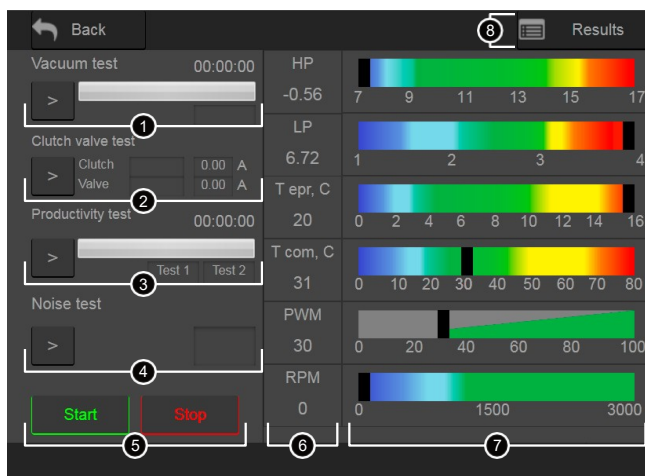 Back
8
Results
Vacuum test 00:00:00
>
1
Clutch valve test
>
Clutch 0.00 A
Valve 0.00 A
2
Productivity test 00:00:00
>
Test 1 Test 2
3
Noise test
>
4
Start Stop
5
HP
-0.56
LP
6.72
T epr, C
20
T com, C
31
PWM
30
RPM
0
6
7 9 11 13 15 17
1 2 3 4
0 2 4 6 8 10 12 14 16
0 10 20 30 40 50 60 70 80
0 20 40 60 80 100
0 1500 3000
7